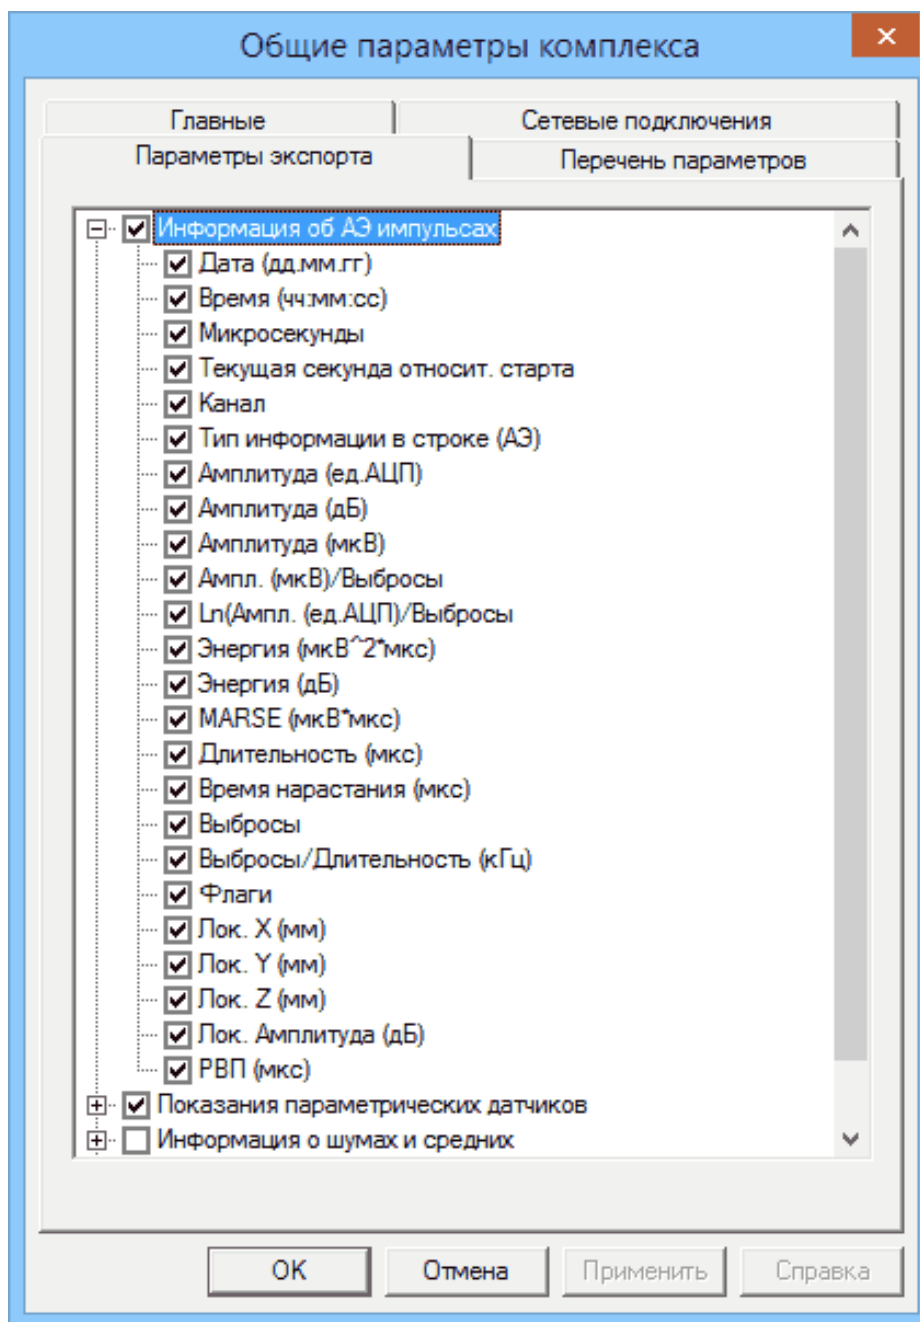 Общие параметры комплекса
Главные
Сетевые подключения
Параметры экспорта
Перечень параметров
Информация об АЭ импульсах
Дата (дд.мм.гг)
Время (чч:мм:сс)
Микросекунды
Текущая секунда относит. старта
Канал
Тип информации в строке (АЭ)
Амплитуда (ед.АЦП)
Амплитуда (дБ)
Амплитуда (мкВ)
Ампл. (мкВ)/Выбросы
Ln(Ампл. (ед.АЦП)/Выбросы
Энергия (мкВ^2*мкс)
Энергия (дБ)
MARSE (мкВ*мкс)
Длительность (мкс)
Время нарастания (мкс)
Выбросы
Выбросы/Длительность (кГц)
Флаги
Лок. X (мм)
Лок. Y (мм)
Лок. Z (мм)
Лок. Амплитуда (дБ)
РВП (мкс)
Показания параметрических датчиков
Информация о шумах и средних
OK
Отмена
Применить
Справка